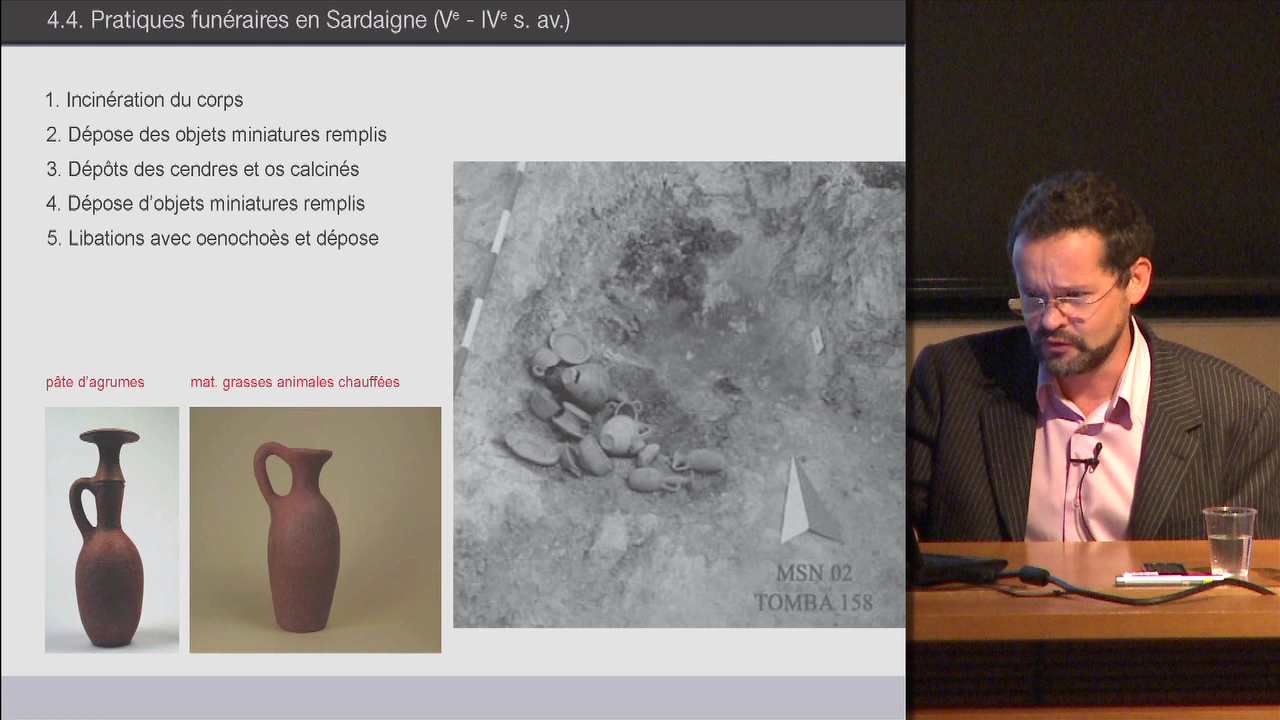 4.4. Pratiques funéraires en Sardaigne (Vᵉ - IVᵉ s. av.)
1. Incinération du corps
2. Dépose des objets miniatures remplis
3. Dépôts des cendres et os calcinés
4. Dépose d'objets miniatures remplis
5. Libations avec oenochoès et dépose
pâte d'agrumes
mat. grasses animales chauffées
MSN 02
TOMBA 158